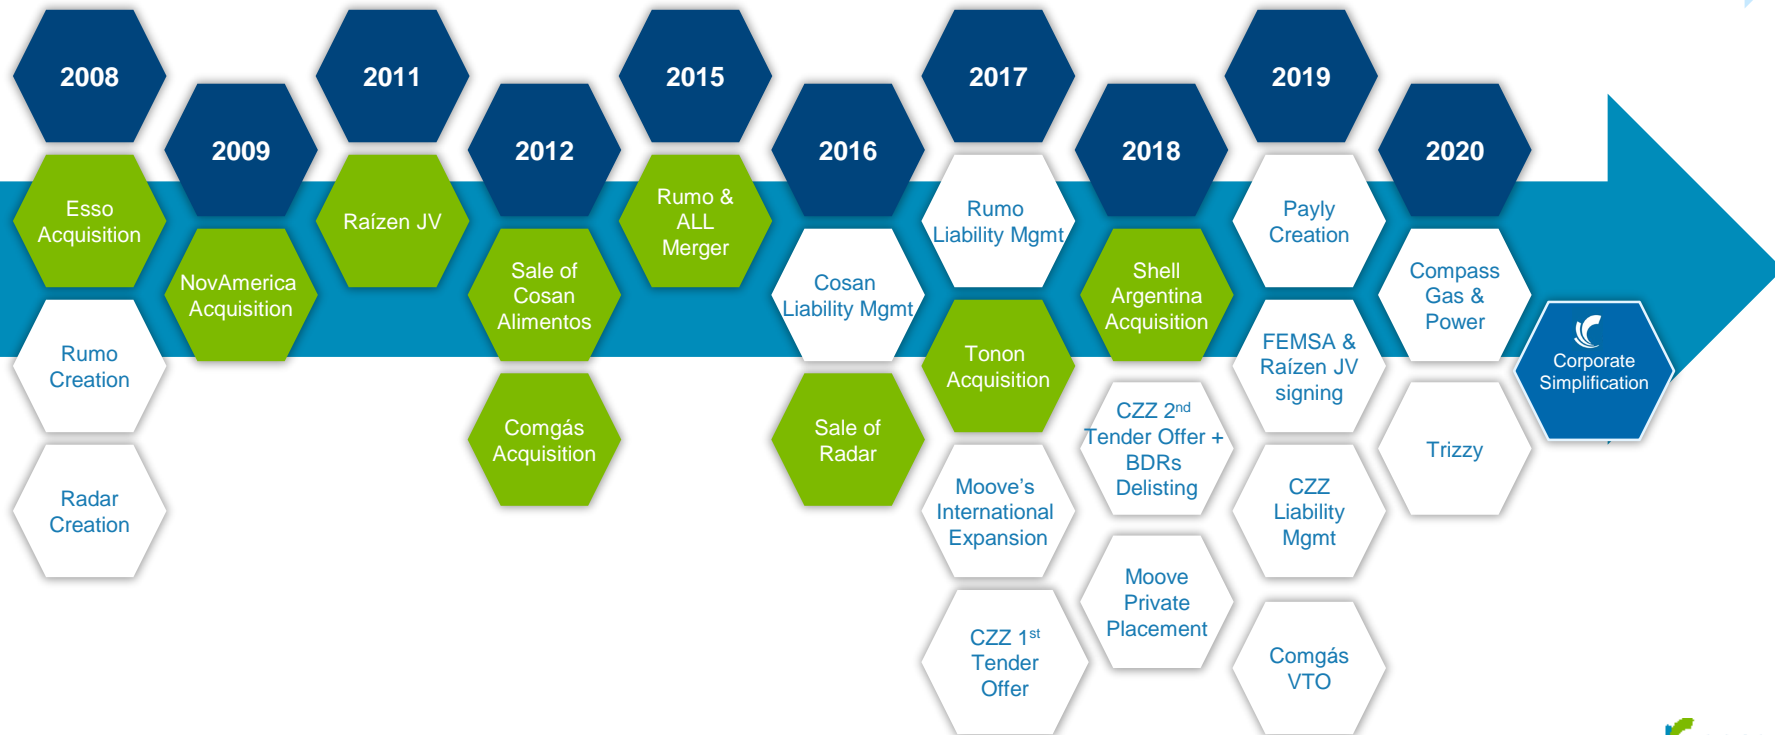 2008
Esso
Acquisition
Rumo
Creation
Radar
Creation
2009
NovAmerica
Acquisition
2011
Raízen JV
2012
Sale of
Cosan
Alimentos
Comgás
Acquisition
2015
Rumo &
ALL
Merger
2016
Cosan
Liability Mgmt
Sale of
Radar
2017
Rumo
Liability Mgmt
Tonon
Acquisition
Moove’s
International
Expansion
CZZ 1st
Tender
Offer
2018
Shell
Argentina
Acquisition
CZZ 2nd
Tender Offer +
BDRs
Delisting
Moove
Private
Placement
2019
Payly
Creation
FEMSA &
Raízen JV
signing
CZZ
Liability
Mgmt
Comgás
VTO
2020
Compass
Gas &
Power
Trizzy
Corporate
Simplification